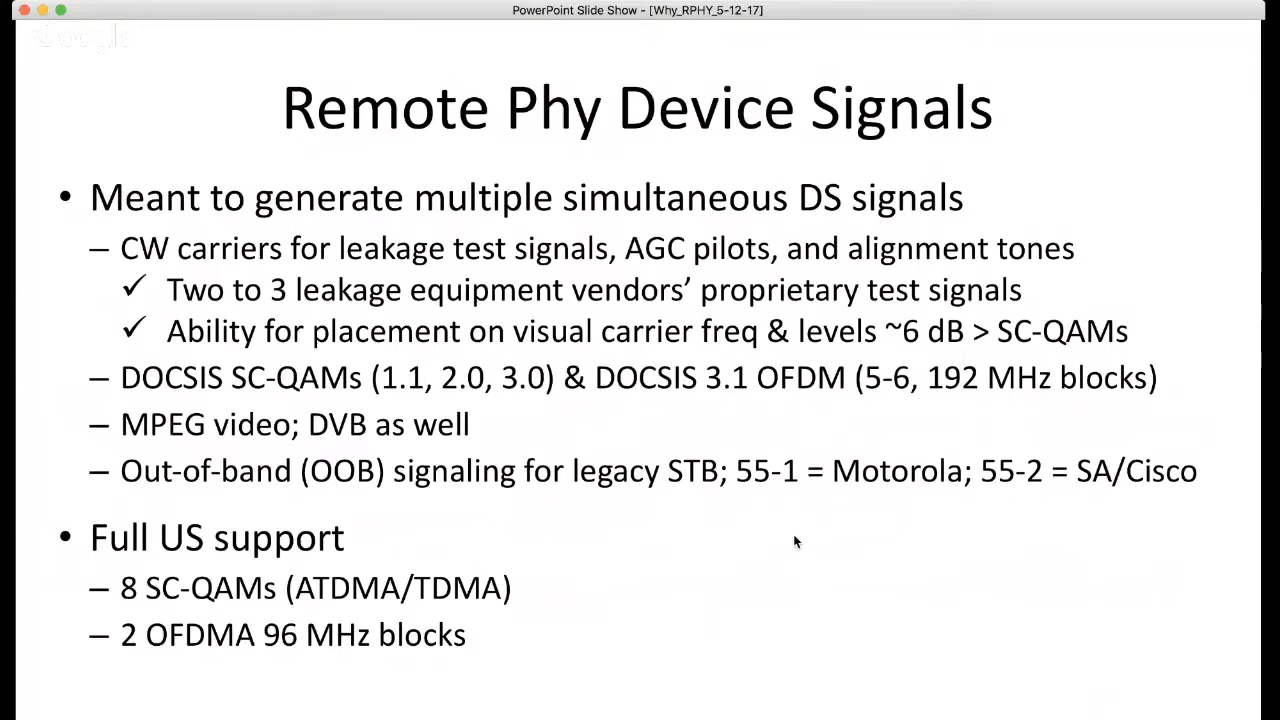 PowerPoint Slide Show - [Why_RPHY_5-12-17]
Google
Remote Phy Device Signals
• Meant to generate multiple simultaneous DS signals
– CW carriers for leakage test signals, AGC pilots, and alignment tones
✓ Two to 3 leakage equipment vendors’ proprietary test signals
✓ Ability for placement on visual carrier freq & levels ~6 dB > SC-QAMs
– DOCSIS SC-QAMs (1.1, 2.0, 3.0) & DOCSIS 3.1 OFDM (5-6, 192 MHz blocks)
– MPEG video; DVB as well
– Out-of-band (OOB) signaling for legacy STB; 55-1 = Motorola; 55-2 = SA/Cisco
• Full US support
– 8 SC-QAMs (ATDMA/TDMA)
– 2 OFDMA 96 MHz blocks